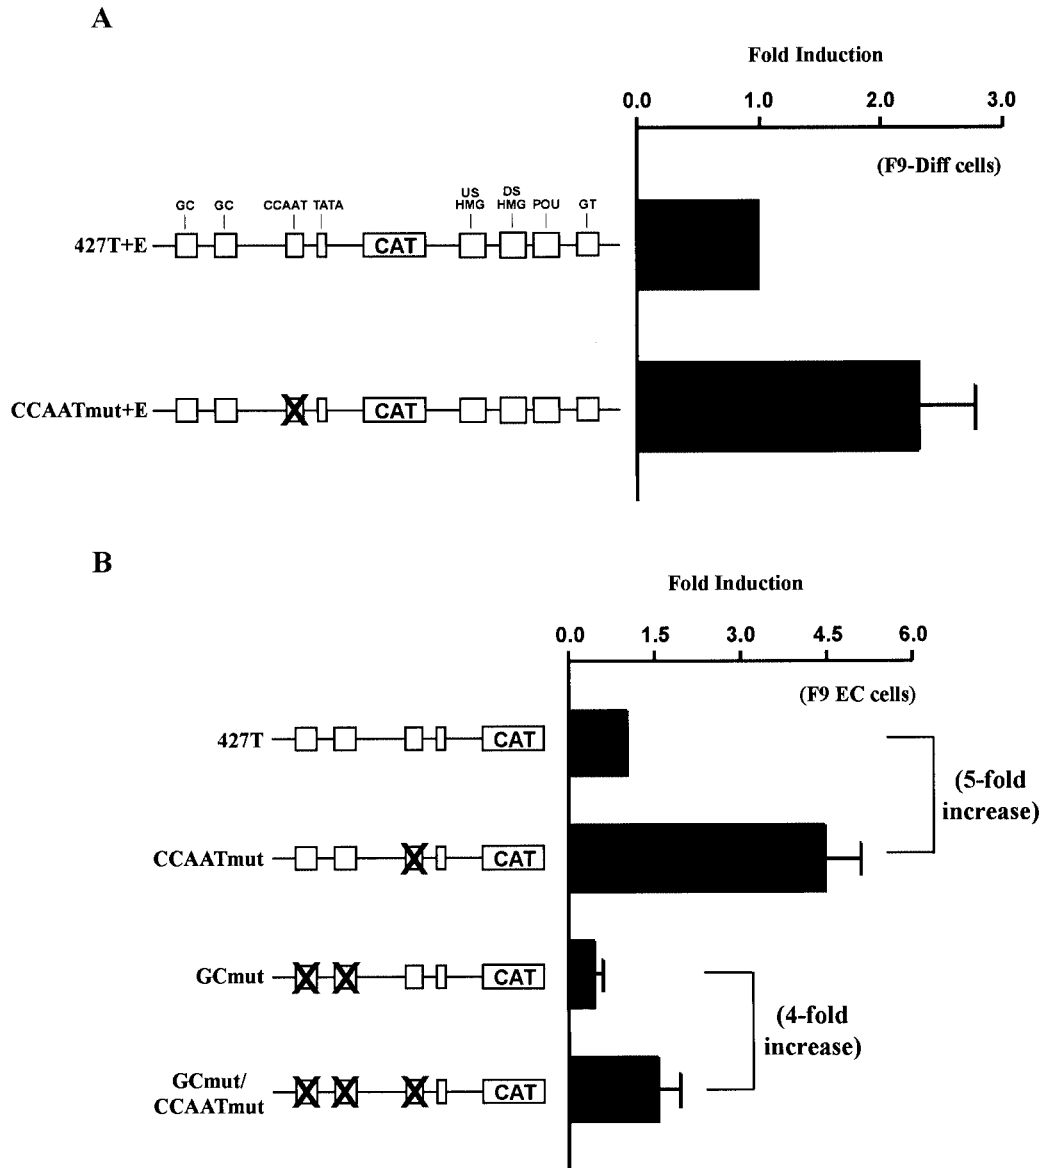 A
Fold Induction
0.0 1.0 2.0 3.0
(F9-Diff cells)
US DS
GC GC CCAAT TATA HMG HMG POU GT
427T+E CAT
CCAATmut+E X CAT
B
Fold Induction
0.0 1.5 3.0 4.5 6.0
(F9 EC cells)
427T CAT
(5-fold
increase)
CCAATmut X CAT
GCmut X X CAT
(4-fold
increase)
GCmut/
CCAATmut X X X CAT